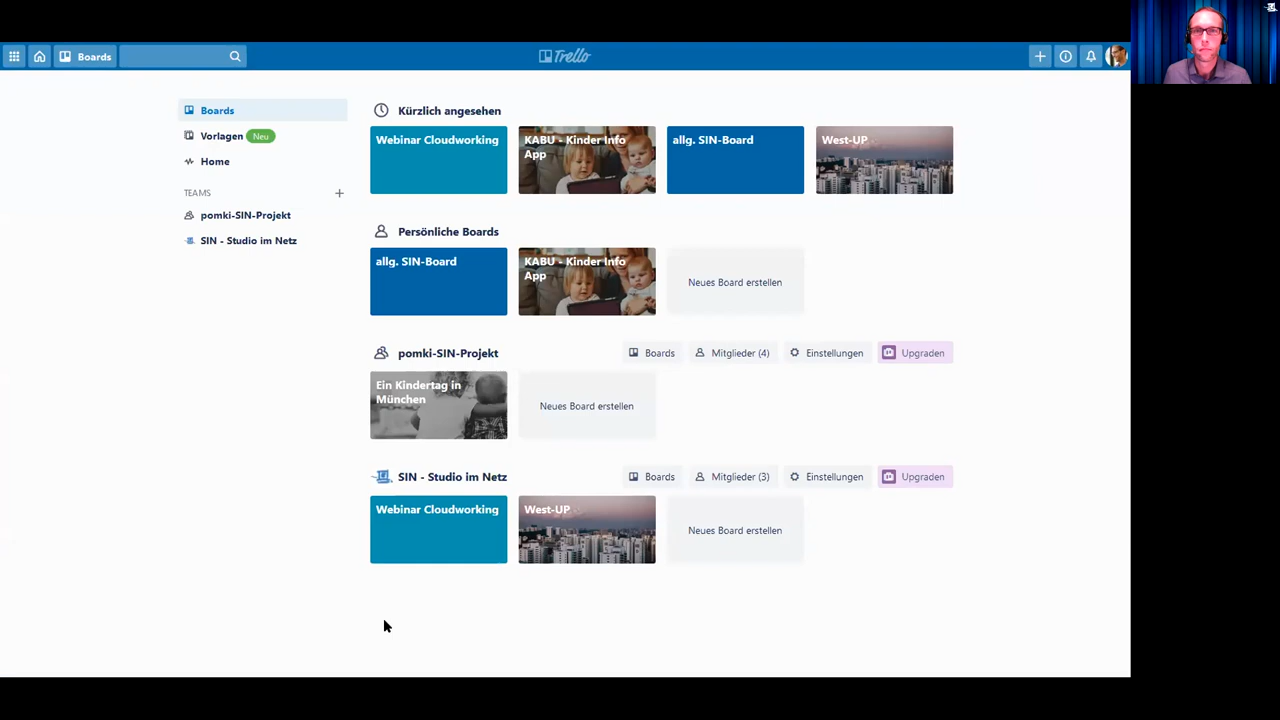 Boards
Trello
Boards
Vorlagen Neu
Home
TEAMS
pomki-SIN-Projekt
SIN - Studio im Netz
Kürzlich angesehen
Webinar Cloudworking
KABU - Kinder Info
App
allg. SIN-Board
West-UP
Persönliche Boards
allg. SIN-Board
KABU - Kinder Info
App
Neues Board erstellen
pomki-SIN-Projekt
Boards
Mitglieder (4)
Einstellungen
Upgraden
Ein Kindertag in
München
Neues Board erstellen
SIN - Studio im Netz
Boards
Mitglieder (3)
Einstellungen
Upgraden
Webinar Cloudworking
West-UP
Neues Board erstellen